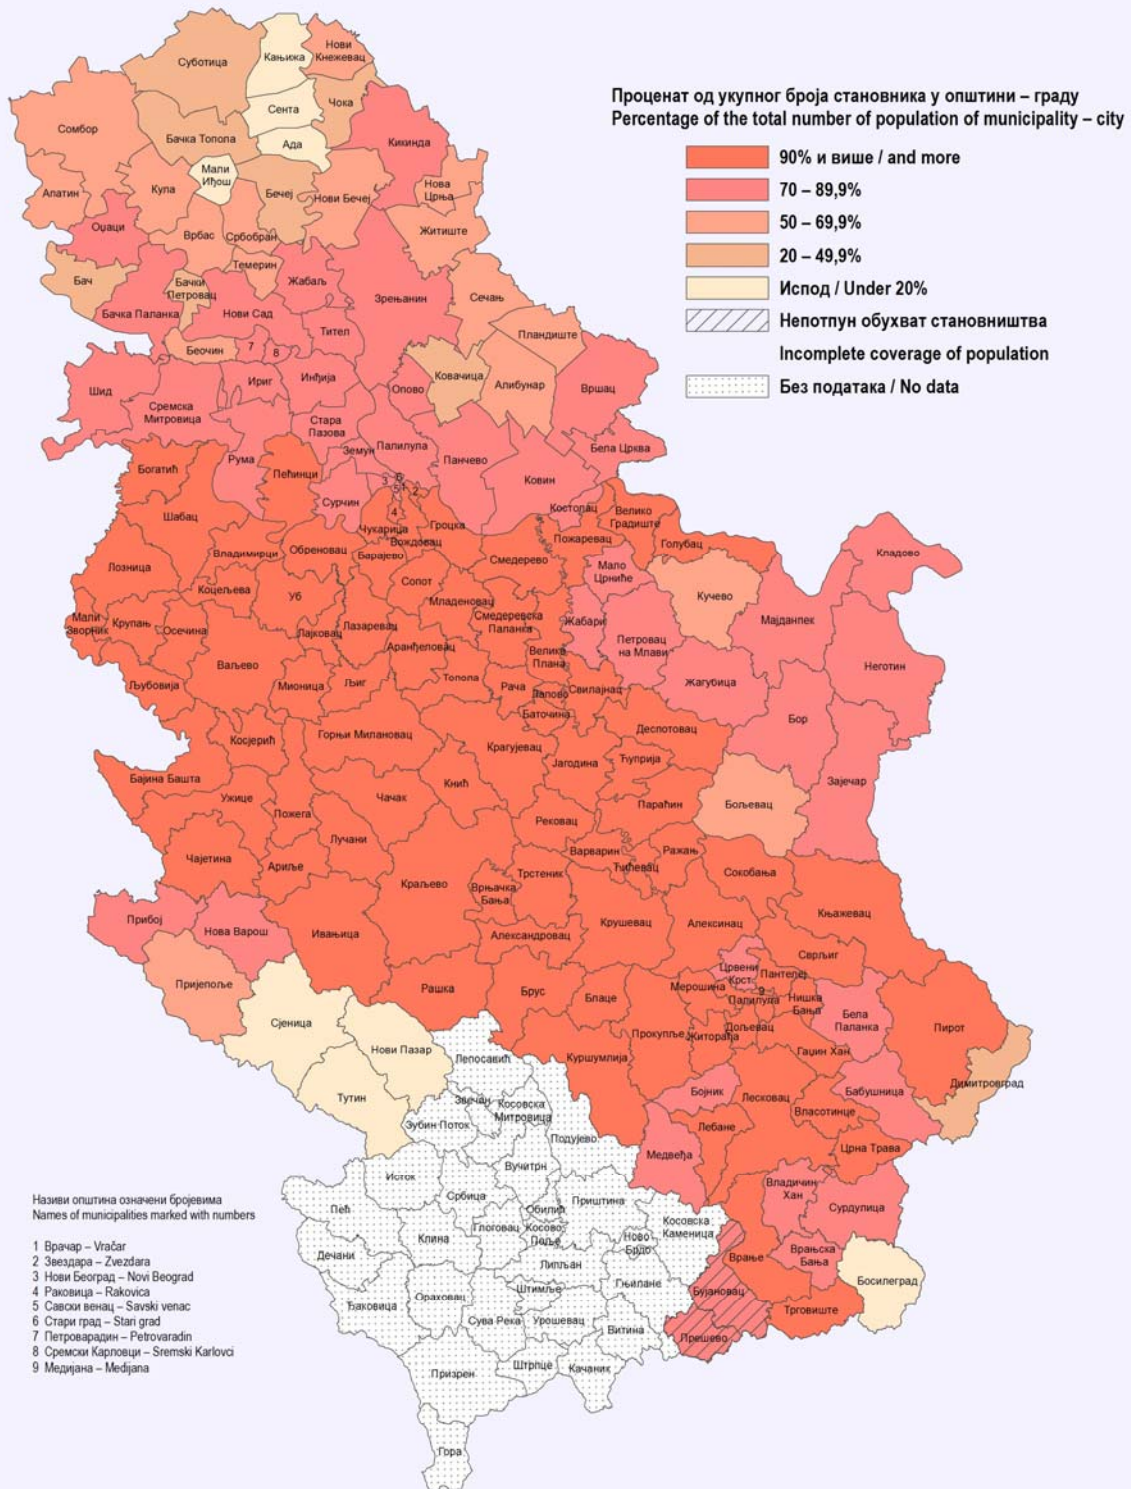 Проценат од укупног броја становника у општини – граду
Percentage of the total number of population of municipality – city
90% и више / and more
70 – 89,9%
50 – 69,9%
20 – 49,9%
Испод / Under 20%
Непотпун обухват становништва
Incomplete coverage of population
Без података / No data
Суботица
Кањижа
Нови
Кнежевац
Сента
Чока
Сомбор
Бачка Топола
Ада
Кикинда
Мали
Иђош
Апатин
Кула
Бечеј
Нови Бечеј
Нова
Црња
Оџаци
Врбас
Србобран
Житиште
Темерин
Бач
Бачки
Петровац
Жабаљ
Зрењанин
Сечањ
Бачка Паланка
Нови Сад
Тител
Пландиште
Беочин
7
8
Ковачица
Алибунар
Вршац
Шид
Ириг
Инђија
Опово
Сремска
Митровица
Стара
Пазова
Рума
Земун
Палилула
Панчево
Бела Црква
Богатић
Пећинци
Ковин
3
6
5
1
2
Сурчин
4
Костолац
Шабац
Чукарица
Гроцка
Велико
Градиште
Вождовац
Пожаревац
Голубац
Владимирци
Обреновац
Барајево
Смедерево
Кладово
Лозница
Коцељева
Уб
Сопот
Мало
Црниће
Кучево
Младеновац
Мали
Зворник
Крупањ
Осечина
Лајковац
Лазаревац
Смедеревска
Паланка
Жабари
Мајданпек
Аранђеловац
Петровац
на Млави
Ваљево
Велика
Плана
Неготин
Љубовија
Мионица
Љиг
Топола
Рача
Лапово
Свилајнац
Жагубица
Баточина
Бор
Косјерић
Горњи Милановац
Крагујевац
Деспотовац
Бајина Башта
Кнић
Јагодина
Ћуприја
Зајечар
Ужице
Чачак
Параћин
Бољевац
Пожега
Рековац
Лучани
Чајетина
Варварин
Ражањ
Ариље
Ћићевац
Краљево
Врњачка
Бања
Трстеник
Сокобања
Прибој
Крушевац
Алексинац
Књажевац
Нова Варош
Ивањица
Александровац
Сврљиг
Црвени
Крст
Пантелеј
Пријепоље
Рашка
Брус
Блаце
Мерошина
9
Палилула
Нишка
Бања
Бела
Паланка
Пирот
Сјеница
Прокупље
Дољевац
Житорађа
Нови Пазар
Лепосавић
Куршумлија
Гаџин Хан
Димитровград
Тутин
Звечан
Косовска
Митровица
Бојник
Лесковац
Бабушница
Зубин Поток
Власотинце
Подујево
Лебане
Медвеђа
Црна Трава
Исток
Вучитрн
Србица
Владичин
Хан
Сурдулица
Пећ
Приштина
Обилић
Глоговац
Косово
Поље
Косовска
Каменица
Клина
Ново
Брдо
Дечани
Врање
Врањска
Бања
Липљан
Босилеград
Гњилане
Штимље
Бујановац
Ђаковица
Ораховац
Трговиште
Сува Река
Урошевац
Витина
Прешево
Штрпце
Качаник
Призрен
Гора
Називи општина означени бројевима
Names of municipalities marked with numbers
1 Врачар – Vračar
2 Звездара – Zvezdara
3 Нови Београд – Novi Beograd
4 Раковица – Rakovica
5 Савски венац – Savski venac
6 Стари град – Stari grad
7 Петроварадин – Petrovaradin
8 Сремски Карловци – Sremski Karlovci
9 Медијана – Medijana